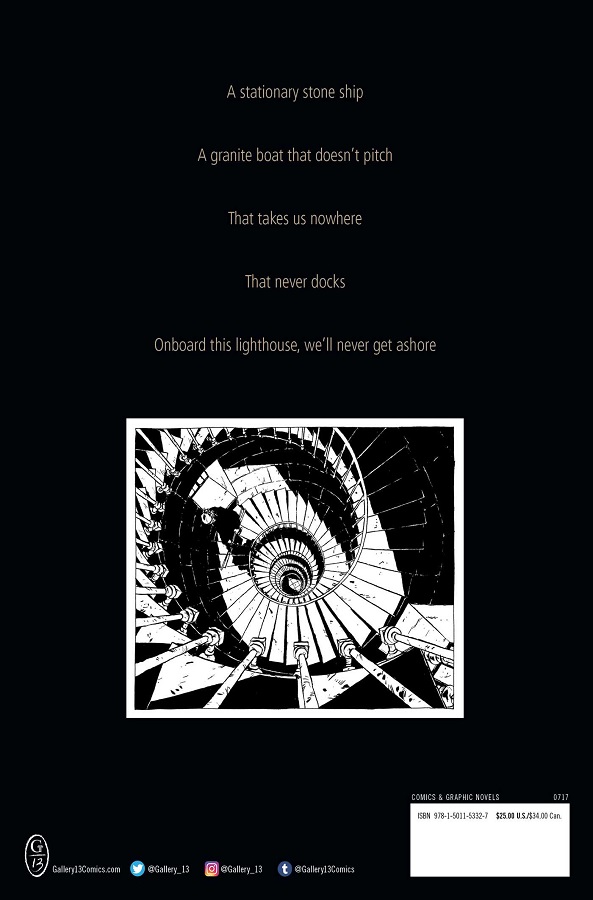 A stationary stone ship
A granite boat that doesn't pitch
That takes us nowhere
That never docks
Onboard this lighthouse, we'll never get ashore
COMICS & GRAPHIC NOVELS 0717
ISBN 978-1-5011-5332-7 $25.00 U.S./$34.00 Can.
G
13
Gallery13Comics.com @Gallery_13 @Gallery_13 @Gallery13Comics